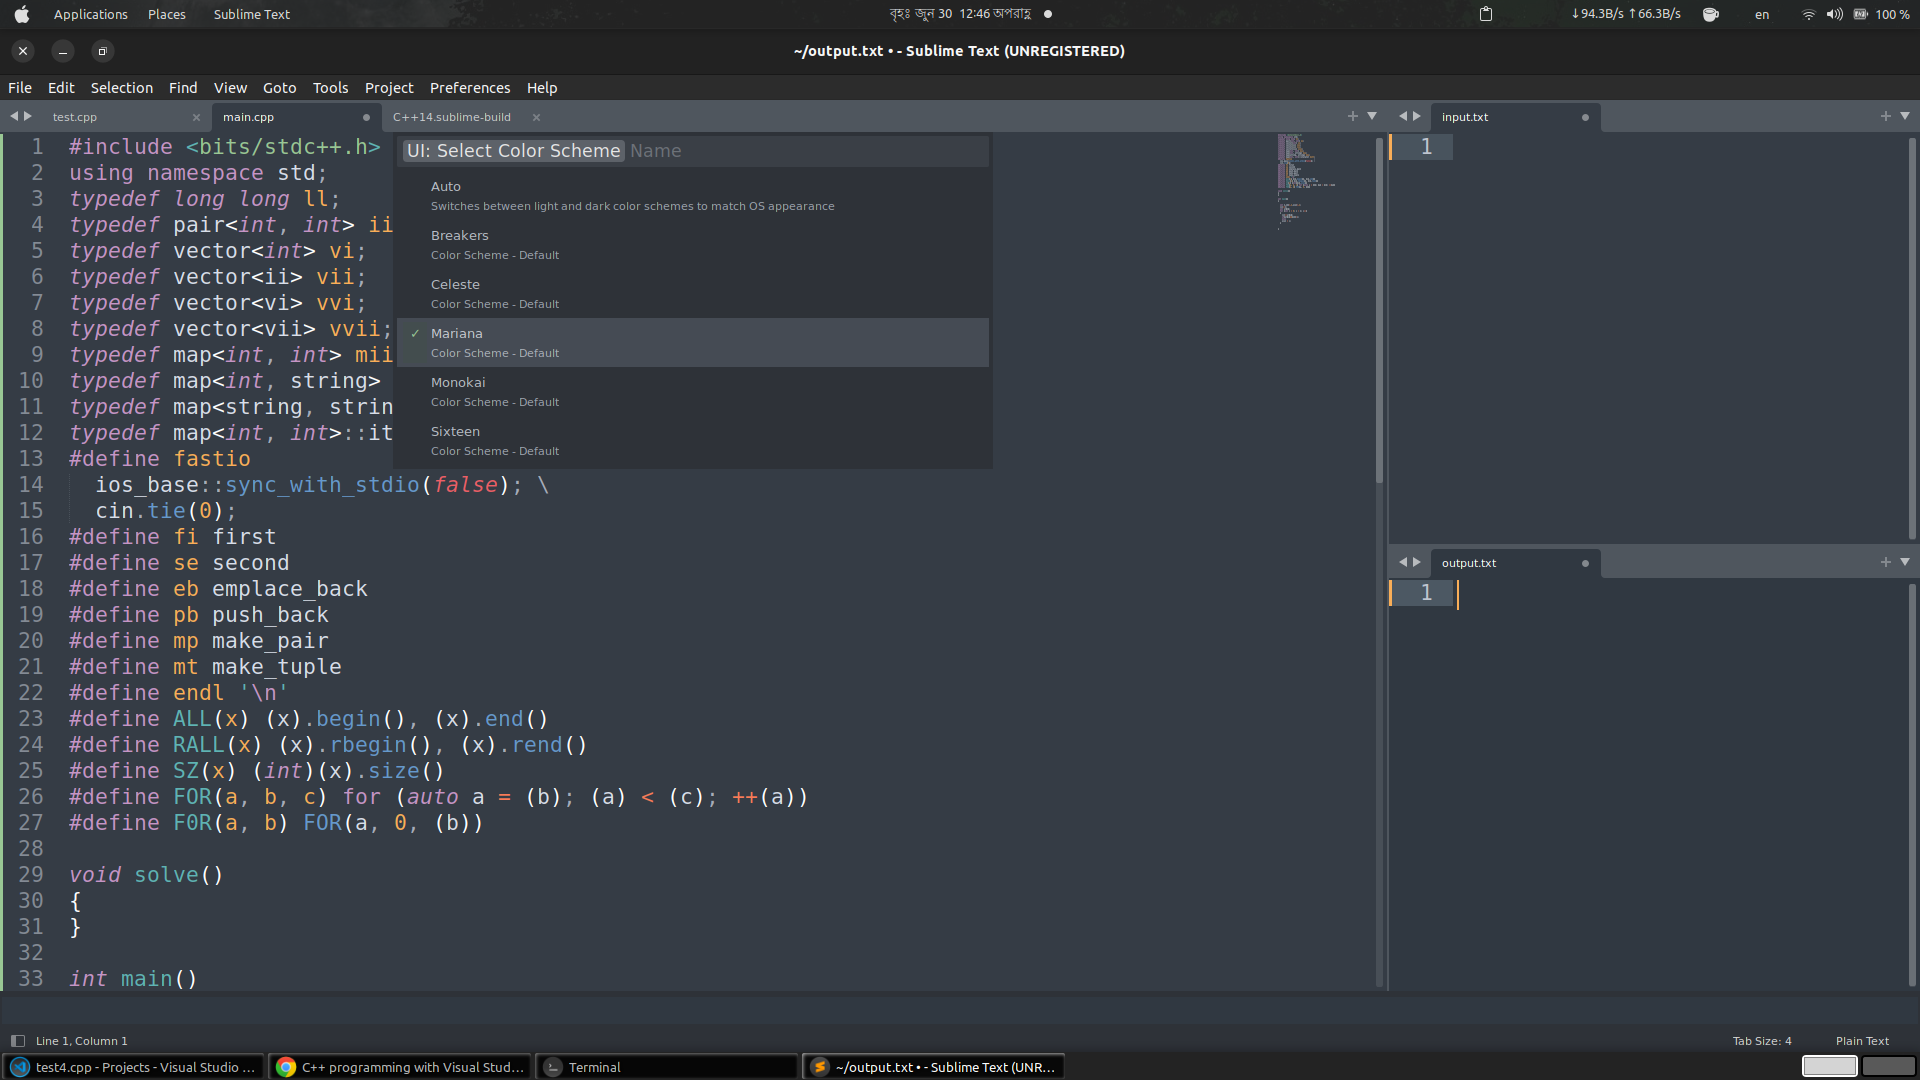 Applications Places Sublime Text বৃহঃ জুন 30 12:46 অপরাহ্ণ ↓94.3B/s ↑66.3B/s en 100 %
~/output.txt • - Sublime Text (UNREGISTERED)
File Edit Selection Find View Goto Tools Project Preferences Help
test.cpp main.cpp C++14.sublime-build
1 #include <bits/stdc++.h>
2 using namespace std;
3 typedef long long ll;
4 typedef pair<int, int> ii
5 typedef vector<int> vi;
6 typedef vector<ii> vii;
7 typedef vector<vi> vvi;
8 typedef vector<vii> vvii;
9 typedef map<int, int> mii
10 typedef map<int, string>
11 typedef map<string, strin
12 typedef map<int, int>::it
13 #define fastio
14 ios_base::sync_with_stdio(false); \
15 cin.tie(0);
16 #define fi first
17 #define se second
18 #define eb emplace_back
19 #define pb push_back
20 #define mp make_pair
21 #define mt make_tuple
22 #define endl '\n'
23 #define ALL(x) (x).begin(), (x).end()
24 #define RALL(x) (x).rbegin(), (x).rend()
25 #define SZ(x) (int)(x).size()
26 #define FOR(a, b, c) for (auto a = (b); (a) < (c); ++(a))
27 #define F0R(a, b) FOR(a, 0, (b))
28
29 void solve()
30 {
31 }
32
33 int main()
UI: Select Color Scheme Name
Auto
Switches between light and dark color schemes to match OS appearance
Breakers
Color Scheme - Default
Celeste
Color Scheme - Default
✓ Mariana
Color Scheme - Default
Monokai
Color Scheme - Default
Sixteen
Color Scheme - Default
input.txt
1
output.txt
1
Line 1, Column 1 Tab Size: 4 Plain Text
test4.cpp - Projects - Visual Studio ... C++ programming with Visual Stud... Terminal ~/output.txt • - Sublime Text (UNR...